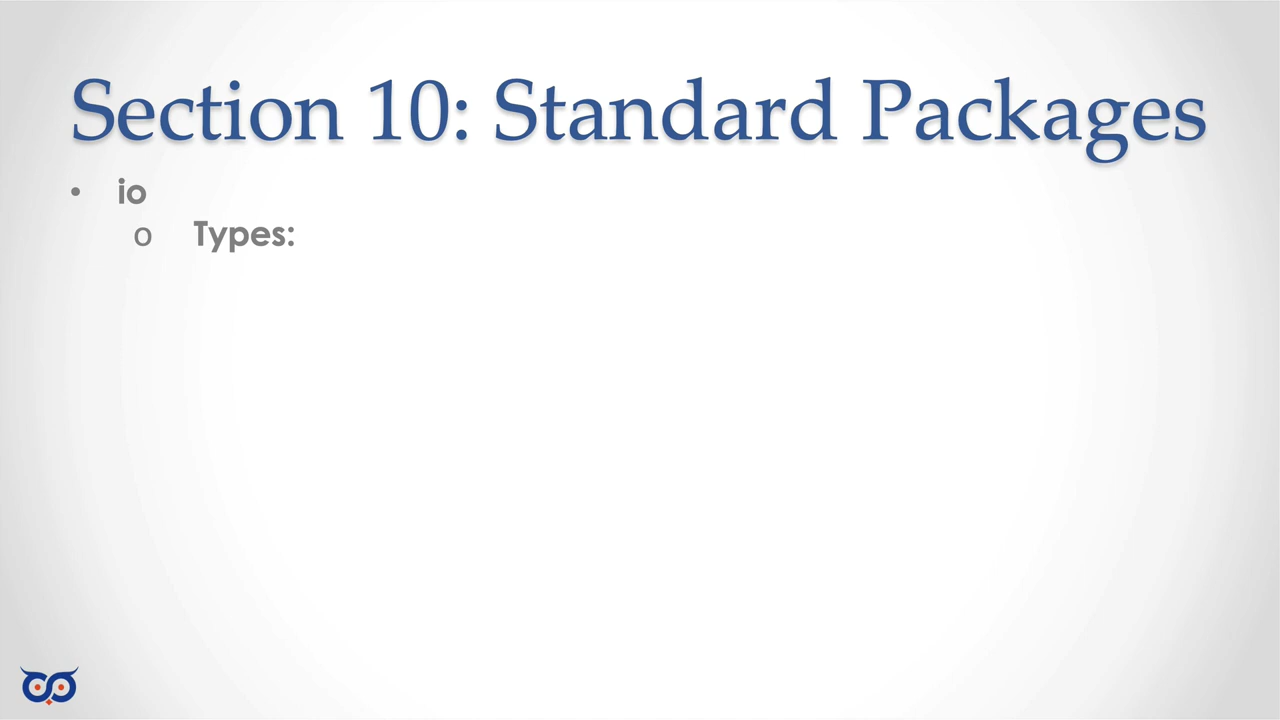 Section 10: Standard Packages
• io
o Types: